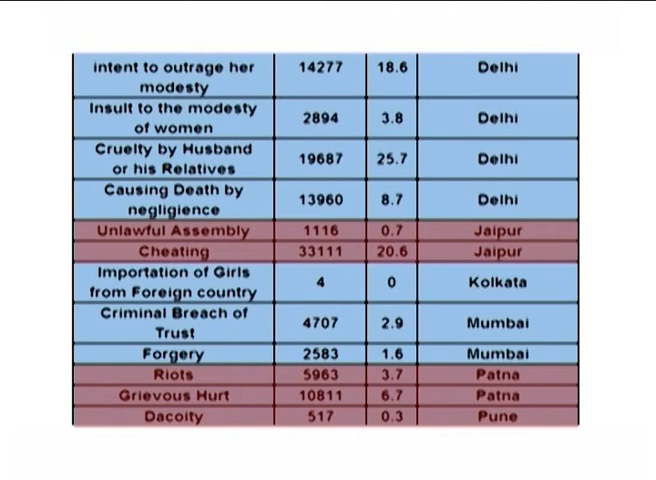 intent to outrage her modesty 14277 18.6 Delhi
Insult to the modesty of women 2894 3.8 Delhi
Cruelty by Husband or his Relatives 19687 25.7 Delhi
Causing Death by negligience 13960 8.7 Delhi
Unlawful Assembly 1116 0.7 Jaipur
Cheating 33111 20.6 Jaipur
Importation of Girls from Foreign country 4 0 Kolkata
Criminal Breach of Trust 4707 2.9 Mumbai
Forgery 2583 1.6 Mumbai
Riots 5963 3.7 Patna
Grievous Hurt 10811 6.7 Patna
Dacoity 517 0.3 Pune